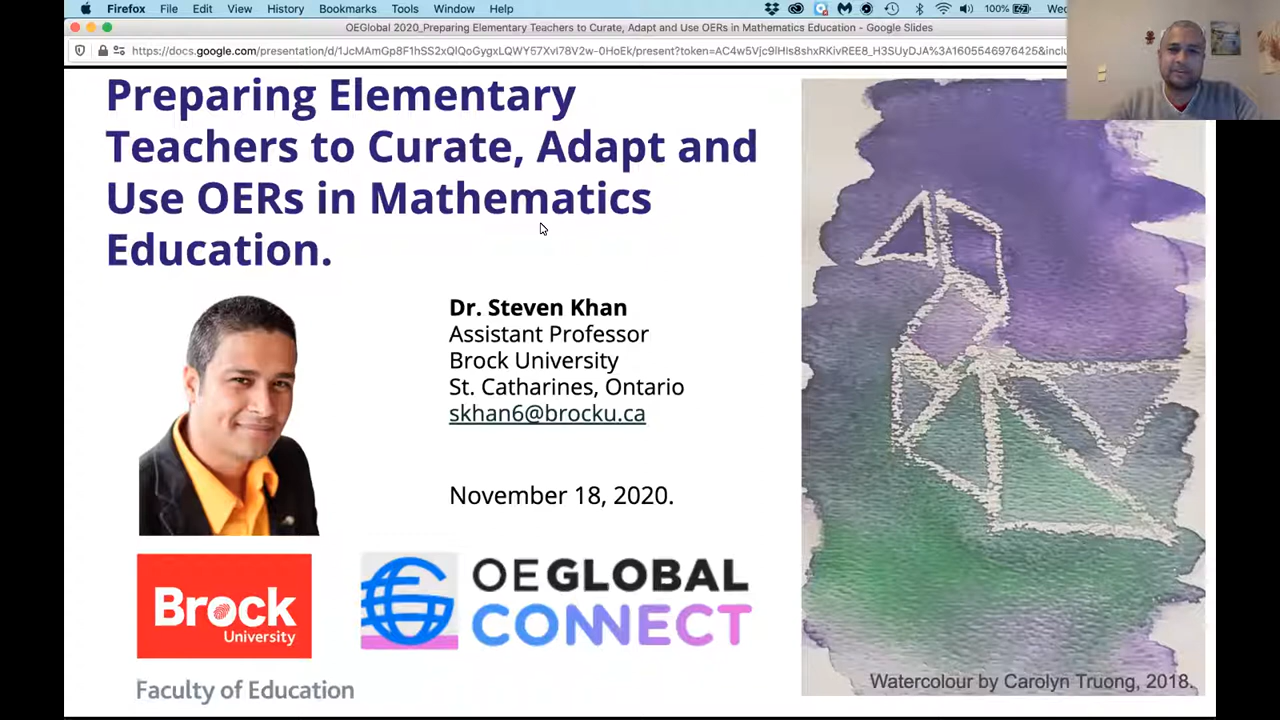 Firefox File Edit View History Bookmarks Tools Window Help 100% Wed
OEGlobal 2020_Preparing Elementary Teachers to Curate, Adapt and Use OERs in Mathematics Education - Google Slides
Preparing Elementary
Teachers to Curate, Adapt and
Use OERs in Mathematics
Education.
Dr. Steven Khan
Assistant Professor
Brock University
St. Catharines, Ontario
skhan6@brocku.ca
November 18, 2020.
Brock
University
Faculty of Education
OEGLOBAL
CONNECT
Watercolour by Carolyn Truong, 2018.